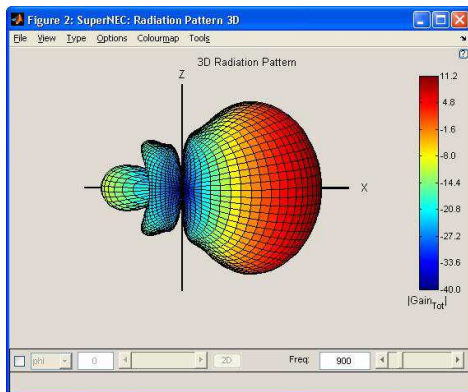 Figure 2: SuperNEC: Radiation Pattern 3D
File View Type Options Colourmap Tools
3D Radiation Pattern
Z
X
11.2
4.8
-1.6
-8.0
-14.4
-20.8
-27.2
-33.6
-40.0
|Gain_Tot|
phi 0 2D Freq: 900